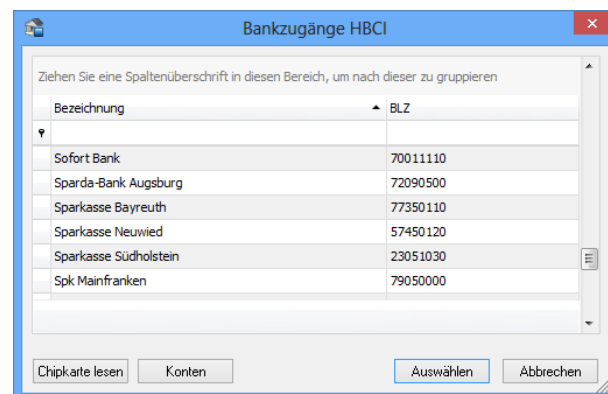 Bankzugänge HBCI
Ziehen Sie eine Spaltenüberschrift in diesen Bereich, um nach dieser zu gruppieren
Bezeichnung BLZ
Sofort Bank 70011110
Sparda-Bank Augsburg 72090500
Sparkasse Bayreuth 77350110
Sparkasse Neuwied 57450120
Sparkasse Südholstein 23051030
Spk Mainfranken 79050000
Chipkarte lesen Konten Auswählen Abbrechen